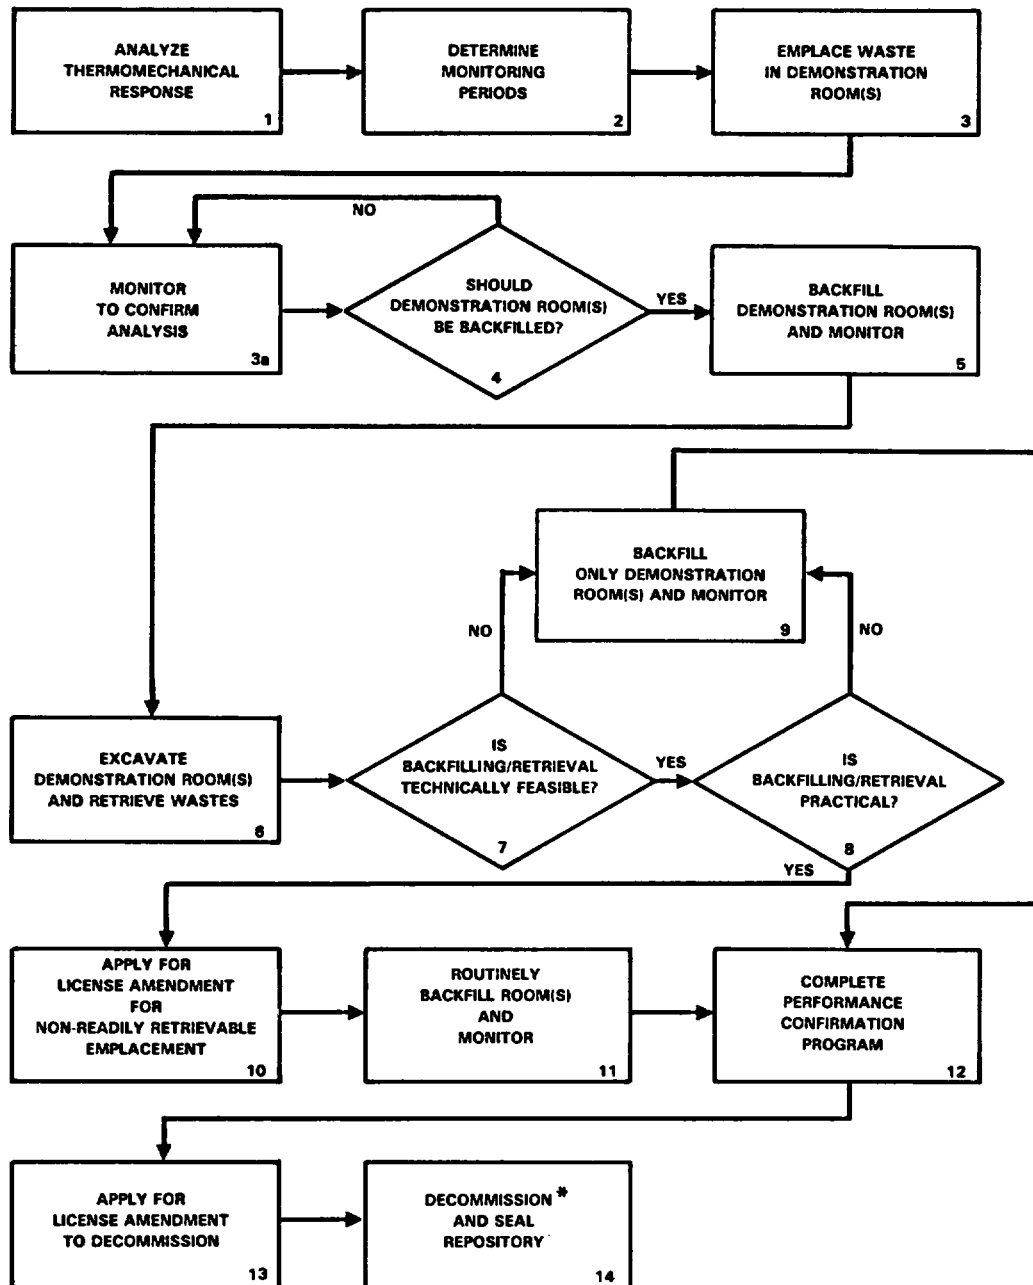 ANALYZE
THERMOMECHANICAL
RESPONSE
1
DETERMINE
MONITORING
PERIODS
2
EMPLACE WASTE
IN DEMONSTRATION
ROOM(S)
3
NO
MONITOR
TO CONFIRM
ANALYSIS
3a
SHOULD
DEMONSTRATION ROOM(S)
BE BACKFILLED?
4
YES
BACKFILL
DEMONSTRATION ROOM(S)
AND MONITOR
5
BACKFILL
ONLY DEMONSTRATION
ROOM(S) AND MONITOR
9
NO
NO
EXCAVATE
DEMONSTRATION ROOM(S)
AND RETRIEVE WASTES
6
IS
BACKFILLING/RETRIEVAL
TECHNICALLY FEASIBLE?
7
YES
IS
BACKFILLING/RETRIEVAL
PRACTICAL?
8
YES
APPLY FOR
LICENSE AMENDMENT
FOR
NON-READILY RETRIEVABLE
EMPLACEMENT
10
ROUTINELY
BACKFILL ROOM(S)
AND
MONITOR
11
COMPLETE
PERFORMANCE
CONFIRMATION
PROGRAM
12
APPLY FOR
LICENSE AMENDMENT
TO DECOMMISSION
13
DECOMMISSION *
AND SEAL
REPOSITORY
14